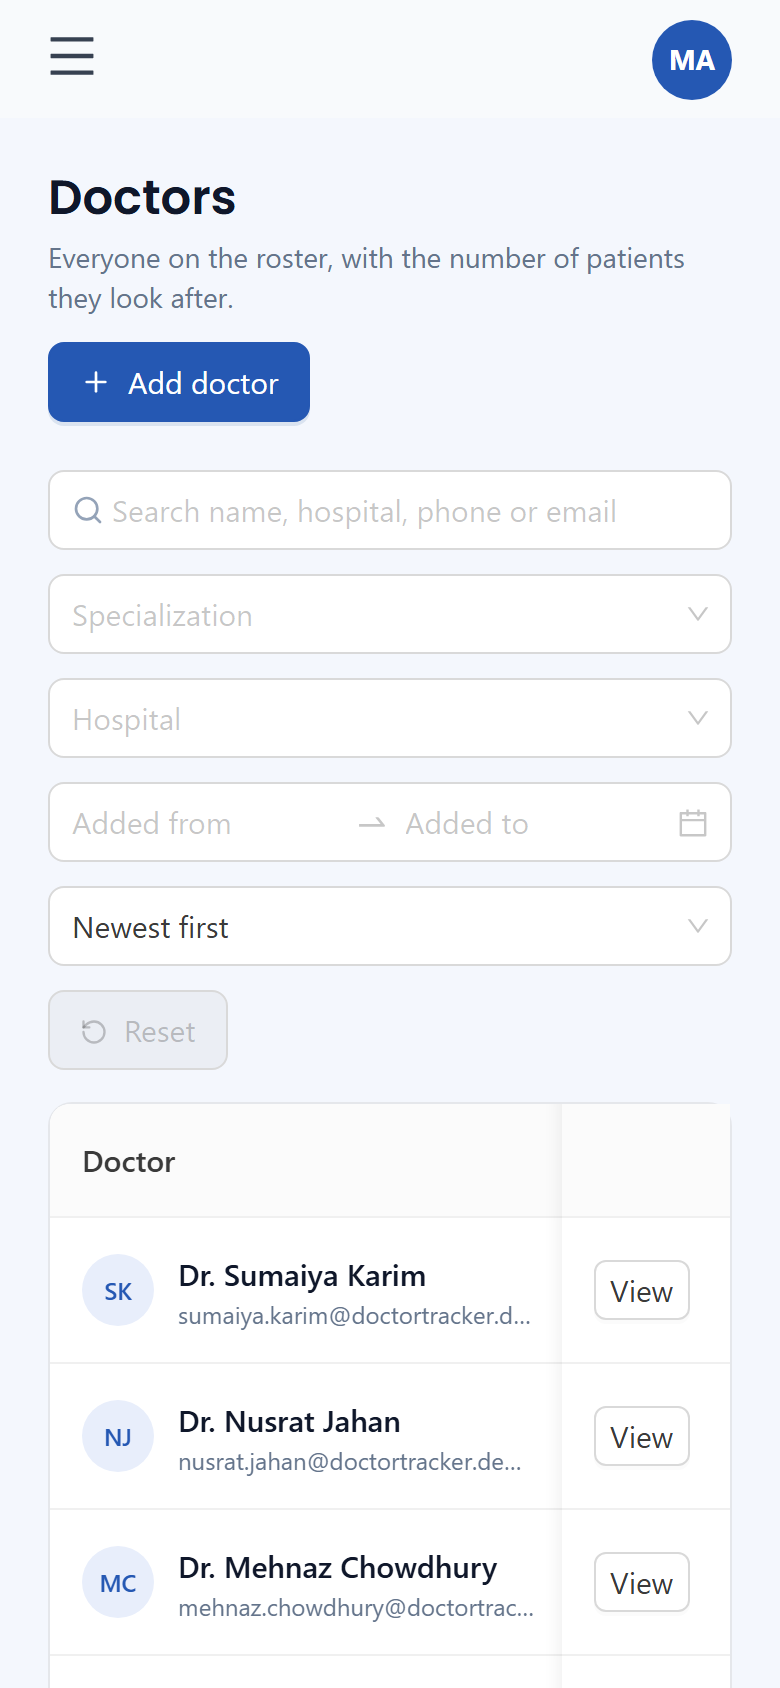 MA
Doctors
Everyone on the roster, with the number of patients
they look after.
Add doctor
Search name, hospital, phone or email
Specialization
Hospital
Added from
Added to
Newest first
Reset
Doctor
SK
Dr. Sumaiya Karim
sumaiya.karim@doctortracker.d...
View
NJ
Dr. Nusrat Jahan
nusrat.jahan@doctortracker.de...
View
MC
Dr. Mehnaz Chowdhury
mehnaz.chowdhury@doctortrac...
View